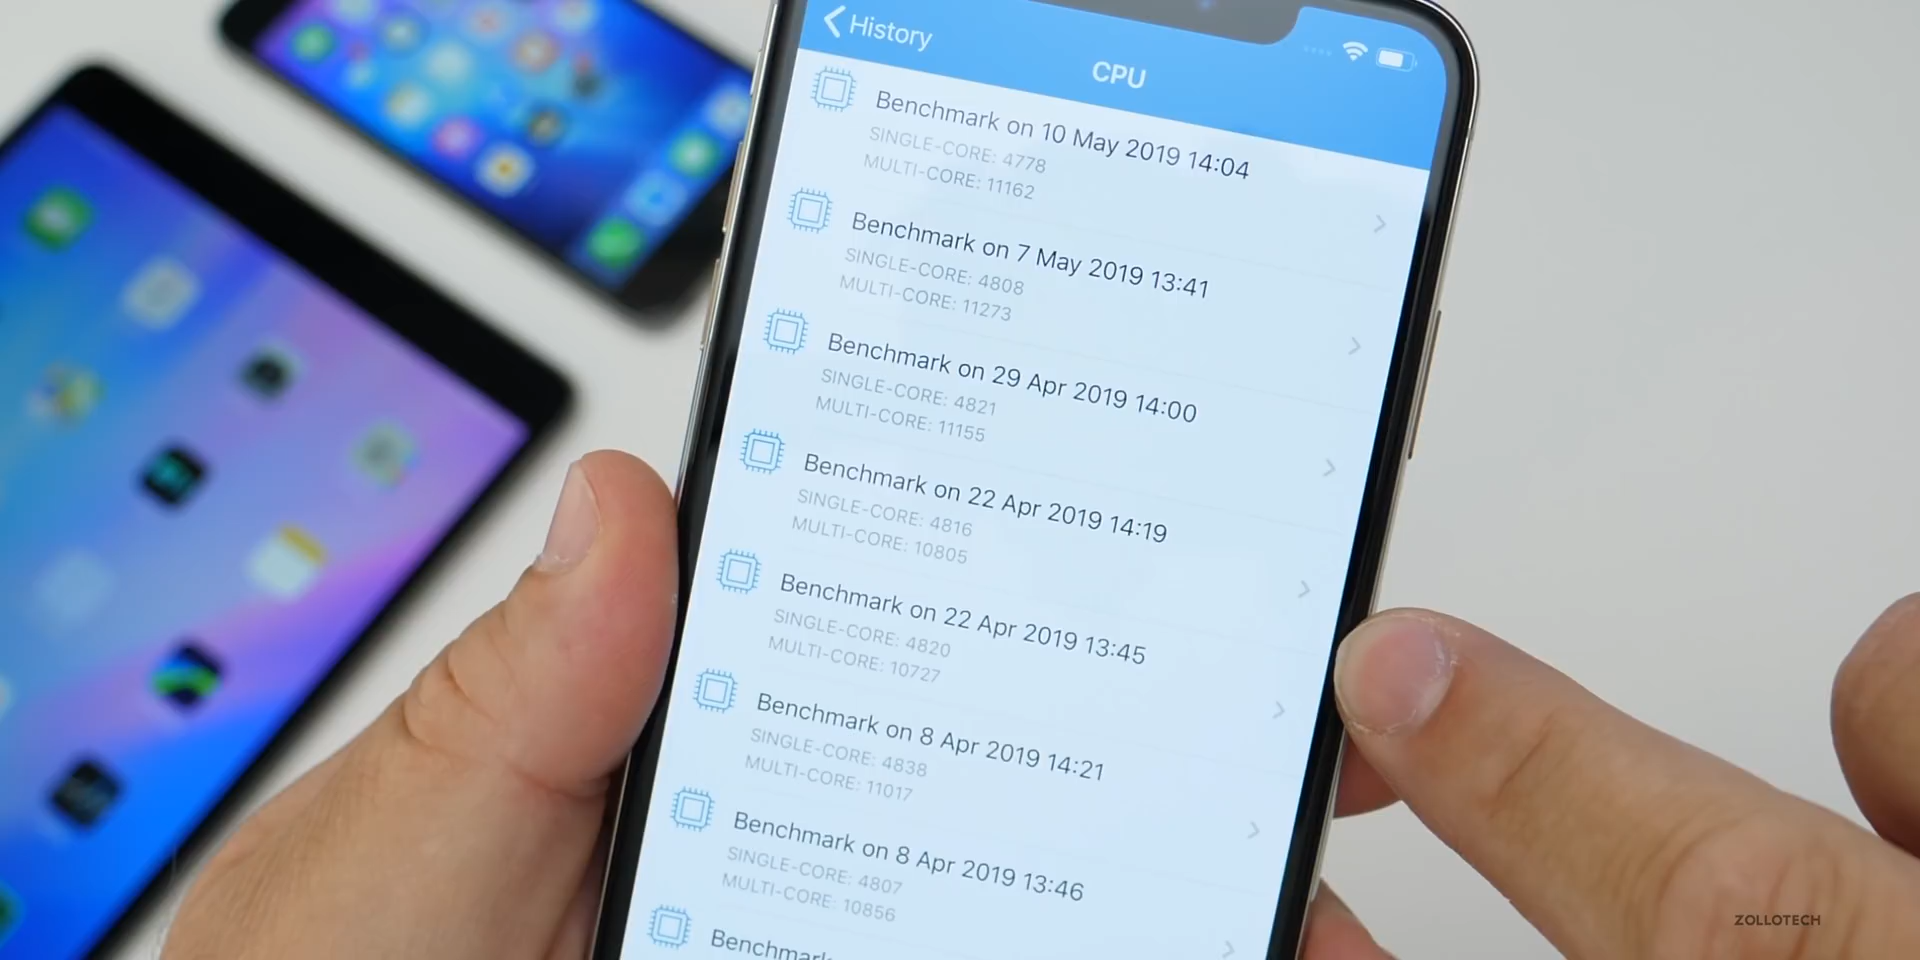 History
CPU
Benchmark on 10 May 2019 14:04
SINGLE-CORE: 4778
MULTI-CORE: 11162
Benchmark on 7 May 2019 13:41
SINGLE-CORE: 4808
MULTI-CORE: 11273
Benchmark on 29 Apr 2019 14:00
SINGLE-CORE: 4821
MULTI-CORE: 11155
Benchmark on 22 Apr 2019 14:19
SINGLE-CORE: 4816
MULTI-CORE: 10805
Benchmark on 22 Apr 2019 13:45
SINGLE-CORE: 4820
MULTI-CORE: 10727
Benchmark on 8 Apr 2019 14:21
SINGLE-CORE: 4838
MULTI-CORE: 11017
Benchmark on 8 Apr 2019 13:46
SINGLE-CORE: 4807
MULTI-CORE: 10856
Benchmark
ZOLLOTECH